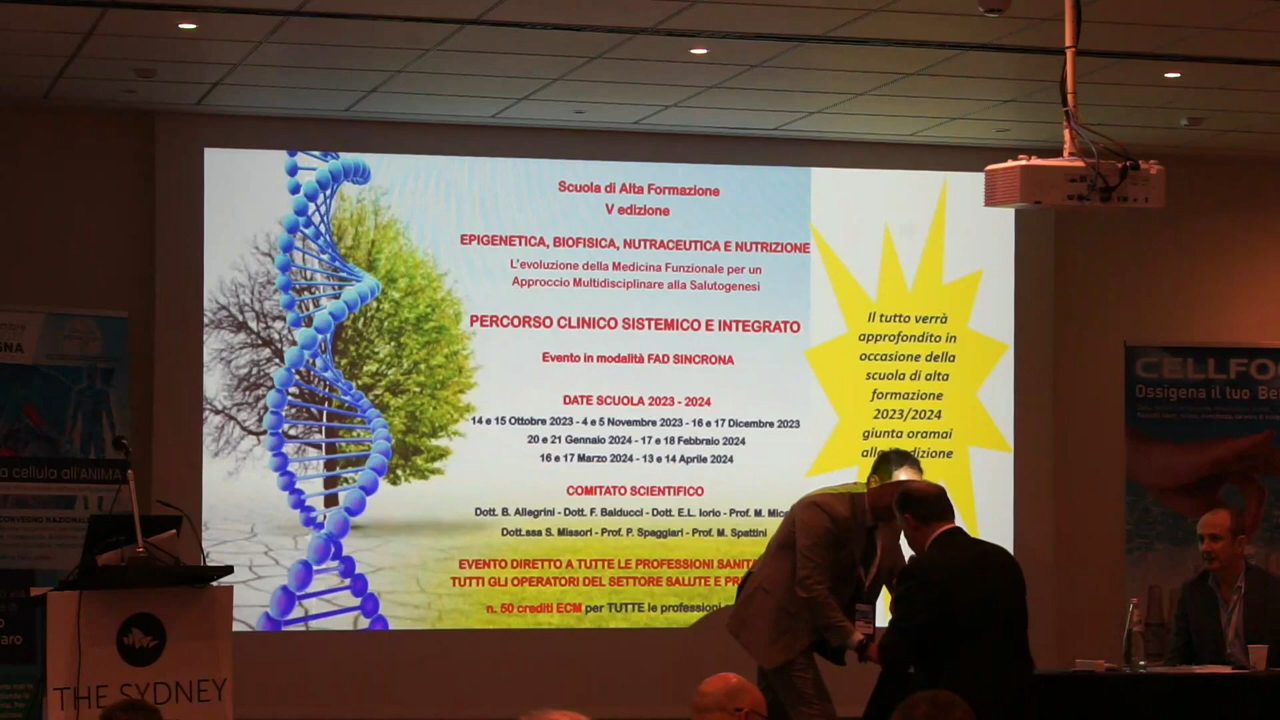 Scuola di Alta Formazione
V edizione
EPIGENETICA, BIOFISICA, NUTRACEUTICA E NUTRIZIONE
L'evoluzione della Medicina Funzionale per un
Approccio Multidisciplinare alla Salutogenesi
PERCORSO CLINICO SISTEMICO E INTEGRATO
Evento in modalità FAD SINCRONA
DATE SCUOLA 2023 - 2024
14 e 15 Ottobre 2023 - 4 e 5 Novembre 2023 - 16 e 17 Dicembre 2023
20 e 21 Gennaio 2024 - 17 e 18 Febbraio 2024
16 e 17 Marzo 2024 - 13 e 14 Aprile 2024
COMITATO SCIENTIFICO
Dott. B. Allegrini - Dott. F. Balducci - Dott. E.L. Iorio - Prof. M.
Dott.ssa S. Missori - Prof. P. Spaggiari - Prof. M. Spattini
EVENTO DIRETTO A TUTTE LE PROFESSIONI
TUTTI GLI OPERATORI DEL SETTORE SALUTE E
n. 50 crediti ECM per TUTTE le professioni
Il tutto verrà
approfondito in
occasione della
scuola di alta
formazione
2023/2024
giunta oramai
a cellula all'ANIMA
CONVEGNO
THE SYDNEY
Ossigena il tuo